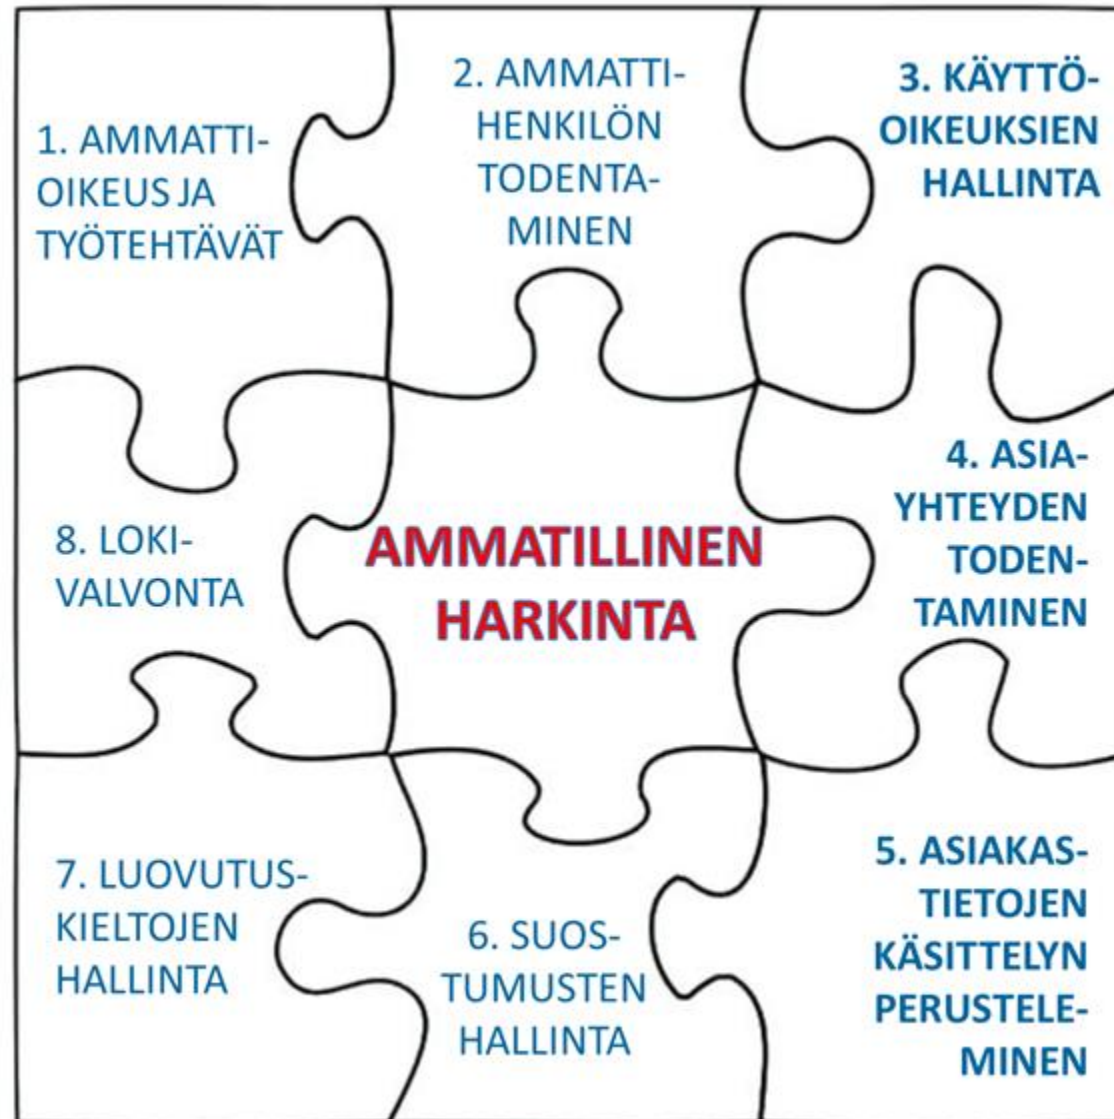 1. AMMATTI-
OIKEUS JA
TYÖTEHTÄVÄT
2. AMMATTI-
HENKILÖN
TODENTA-
MINEN
3. KÄYTTÖ-
OIKEUKSIEN
HALLINTA
8. LOKI-
VALVONTA
AMMATILLINEN
HARKINTA
4. ASIA-
YHTEYDEN
TODEN-
TAMINEN
7. LUOVUTUS-
KIELTOJEN
HALLINTA
6. SUOS-
TUMUSTEN
HALLINTA
5. ASIAKAS-
TIETOJEN
KÄSITTELYN
PERUSTELE-
MINEN